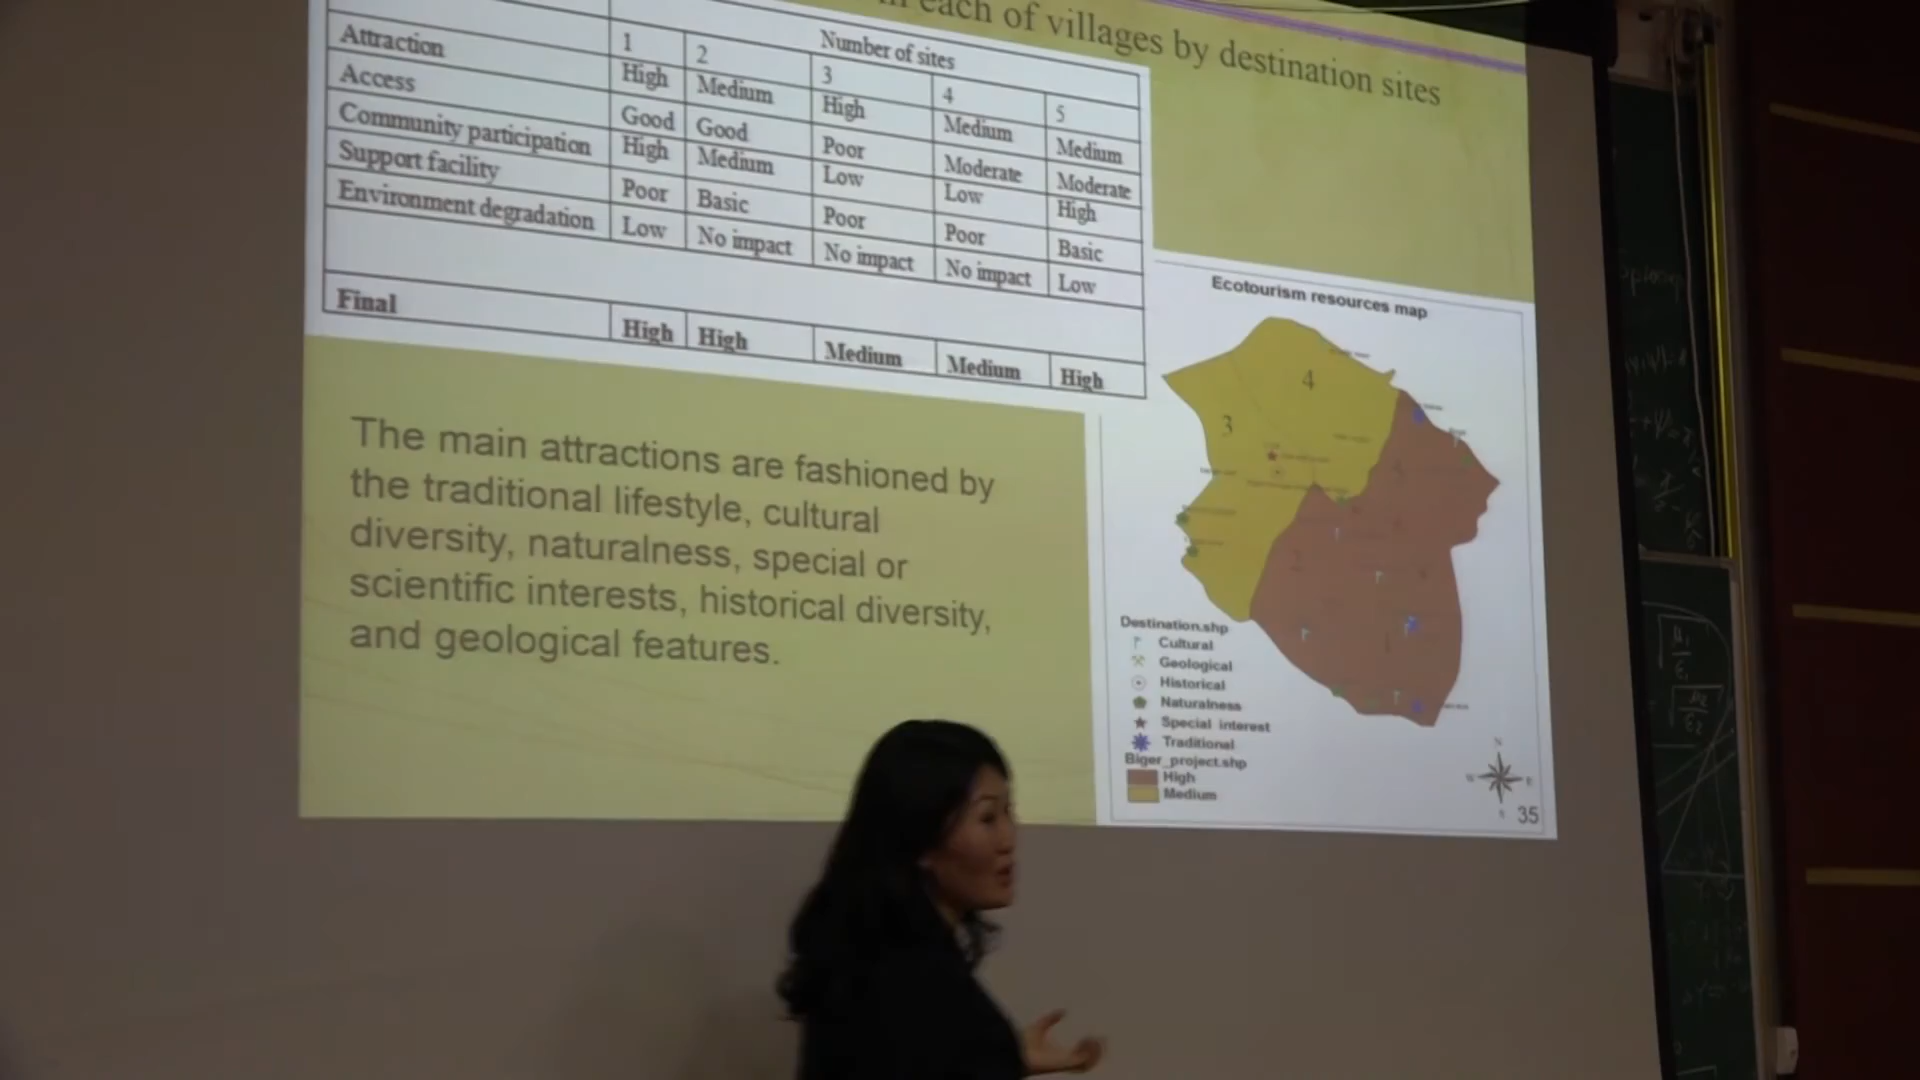 each of villages by destination sites
Number of sites
1 2 3 4 5
Attraction High Medium High Medium Medium
Access Good Good Poor Moderate Moderate
Community participation High Medium Low Low High
Support facility Poor Basic Poor Poor Basic
Environment degradation Low No impact No impact No impact Low
Final High High Medium Medium High
The main attractions are fashioned by
the traditional lifestyle, cultural
diversity, naturalness, special or
scientific interests, historical diversity,
and geological features.
Ecotourism resources map
4
3
2
Destination.shp
Cultural
Geological
Historical
Naturalness
Special interest
Traditional
Biger_project.shp
High
Medium
N
E
35